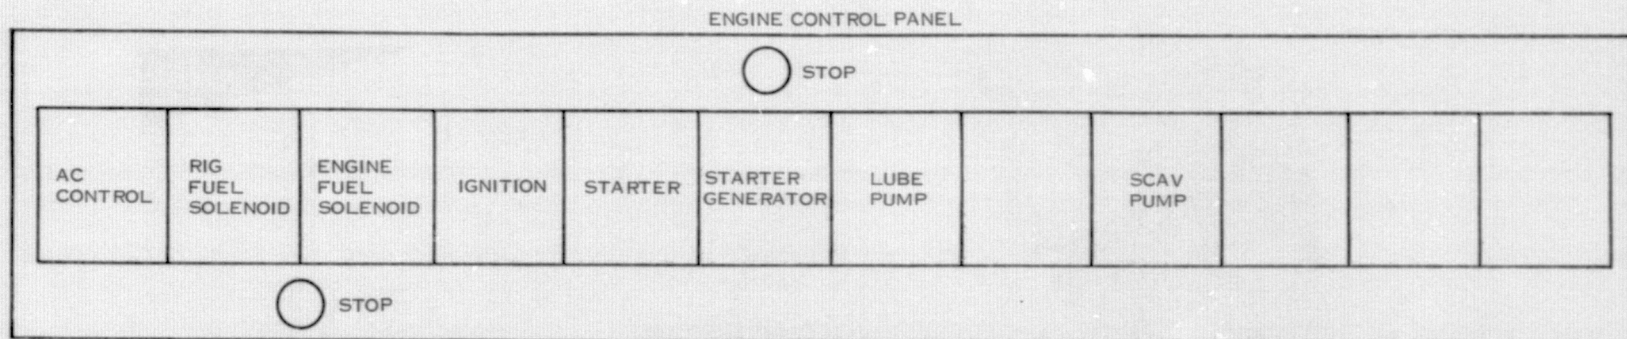 ENGINE CONTROL PANEL
STOP
AC
CONTROL
RIG
FUEL
SOLENOID
ENGINE
FUEL
SOLENOID
IGNITION
STARTER
STARTER
GENERATOR
LUBE
PUMP
SCAV
PUMP
STOP